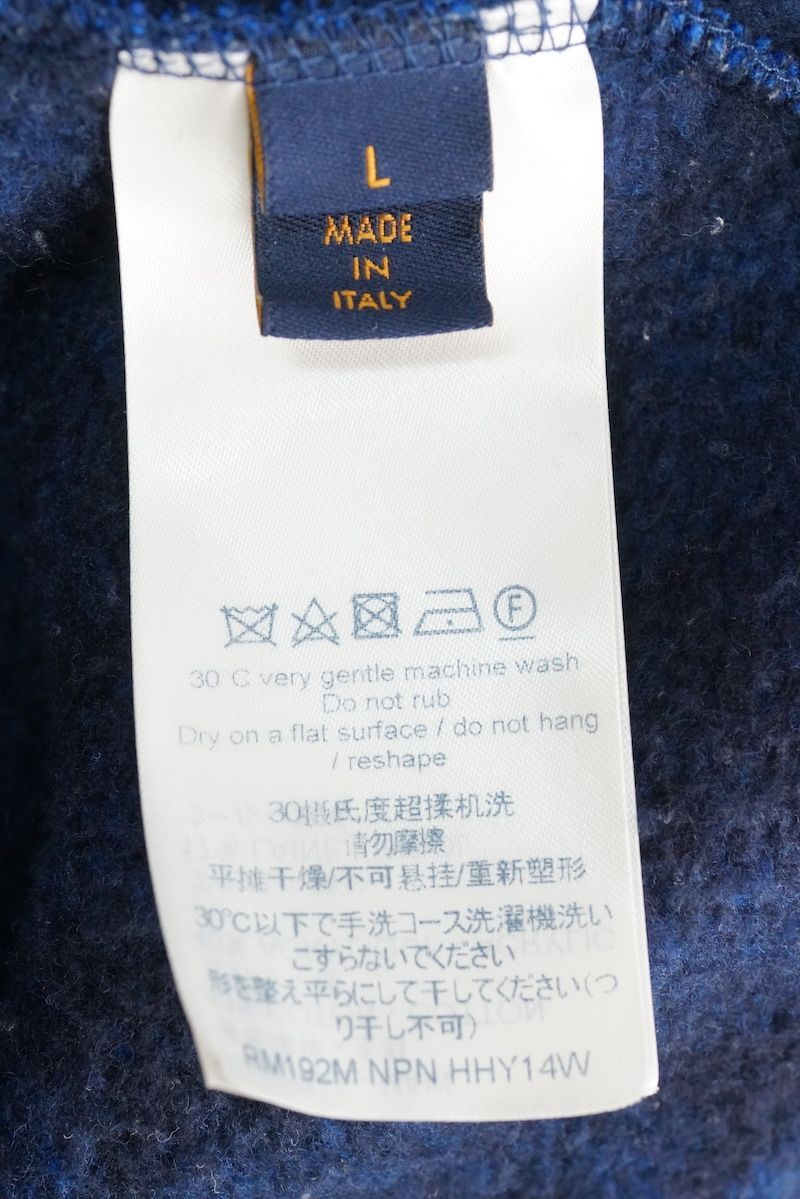 L
MADE
IN
ITALY
F
30 C very gentle machine wash
Do not rub
Dry on a flat surface / do not hang
/ reshape
30摄氏度超揉机洗
请勿摩擦
平摊干燥/不可悬挂/重新塑形
30℃以下で手洗コース洗濯機洗い
こすらないでください
形を整え平らにして干してください(つ
り干し不可)
RM192M NPN HHY14W